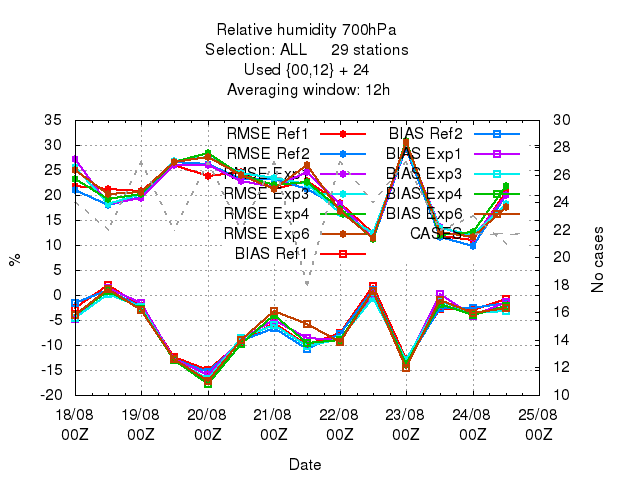 Relative humidity 700hPa
Selection: ALL 29 stations
Used {00,12} + 24
Averaging window: 12h
35
30
25
20
15
10
5
0
-5
-10
-15
-20
%
30
28
26
24
22
20
18
16
14
12
10
No cases
RMSE Ref1
RMSE Ref2
RMSE Exp1
RMSE Exp3
RMSE Exp4
RMSE Exp6
BIAS Ref1
BIAS Ref2
BIAS Exp1
BIAS Exp3
BIAS Exp4
BIAS Exp6
CASES
18/08 19/08 20/08 21/08 22/08 23/08 24/08 25/08
00Z 00Z 00Z 00Z 00Z 00Z 00Z 00Z
Date